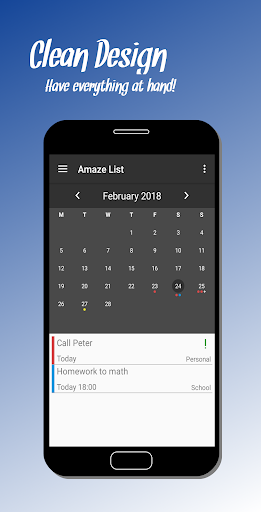 Clean Design
Have everything at hand!
Amaze List
February 2018
M T W T F S S
1 2 3 4
5 6 7 8 9 10 11
12 13 14 15 16 17 18
19 20 21 22 23 24 25
26 27 28
Call Peter !
Today Personal
Homework to math
Today 18:00 School